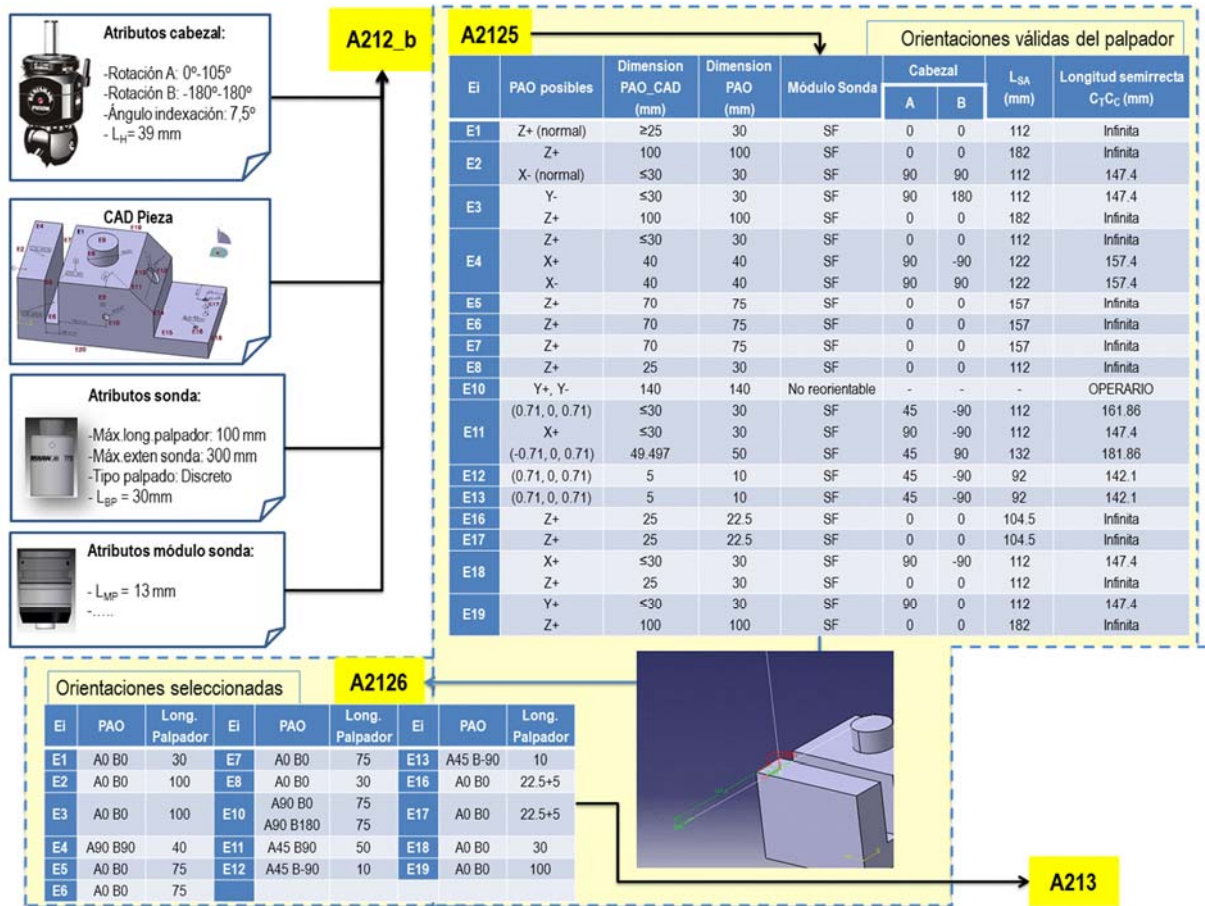 Atributos cabezal:
-Rotación A: 0º-105º
-Rotación B: -180º-180º
-Ángulo indexación: 7,5º
- LH= 39 mm
CAD Pieza
Atributos sonda:
-Máx.long.palpador: 100 mm
-Máx.exten sonda: 300 mm
-Tipo palpado: Discreto
- LBP = 30mm
Atributos módulo sonda:
- LMP = 13 mm
-.....
A212_b
A2125
Orientaciones válidas del palpador
Ei PAO posibles Dimension PAO_CAD (mm) Dimension PAO (mm) Módulo Sonda Cabezal A B LSA (mm) Longitud semirrecta CTCC (mm)
E1 Z+ (normal) ≥25 30 SF 0 0 112 Infinita
E2 Z+ 100 100 SF 0 0 182 Infinita
X- (normal) ≤30 30 SF 90 90 112 147.4
E3 Y- ≤30 30 SF 90 180 112 147.4
Z+ 100 100 SF 0 0 182 Infinita
E4 Z+ ≤30 30 SF 0 0 112 Infinita
X+ 40 40 SF 90 -90 122 157.4
X- 40 40 SF 90 90 122 157.4
E5 Z+ 70 75 SF 0 0 157 Infinita
E6 Z+ 70 75 SF 0 0 157 Infinita
E7 Z+ 70 75 SF 0 0 157 Infinita
E8 Z+ 25 30 SF 0 0 112 Infinita
E10 Y+, Y- 140 140 No reorientable - - - OPERARIO
E11 (0.71, 0, 0.71) ≤30 30 SF 45 -90 112 161.86
X+ ≤30 30 SF 90 -90 112 147.4
(-0.71, 0, 0.71) 49.497 50 SF 45 90 132 181.86
E12 (0.71, 0, 0.71) 5 10 SF 45 -90 92 142.1
E13 (0.71, 0, 0.71) 5 10 SF 45 -90 92 142.1
E16 Z+ 25 22.5 SF 0 0 104.5 Infinita
E17 Z+ 25 22.5 SF 0 0 104.5 Infinita
E18 X+ ≤30 30 SF 90 -90 112 147.4
Z+ 25 30 SF 0 0 112 Infinita
E19 Y+ ≤30 30 SF 90 0 112 147.4
Z+ 100 100 SF 0 0 182 Infinita
Orientaciones seleccionadas
A2126
Ei PAO Long. Palpador Ei PAO Long. Palpador Ei PAO Long. Palpador
E1 A0 B0 30 E7 A0 B0 75 E13 A45 B-90 10
E2 A0 B0 100 E8 A0 B0 30 E16 A0 B0 22.5+5
E3 A0 B0 100 E10 A90 B0 75 E17 A0 B0 22.5+5
A90 B180 75
E4 A90 B90 40 E11 A45 B90 50 E18 A0 B0 30
E5 A0 B0 75 E12 A45 B-90 10 E19 A0 B0 100
E6 A0 B0 75
A213